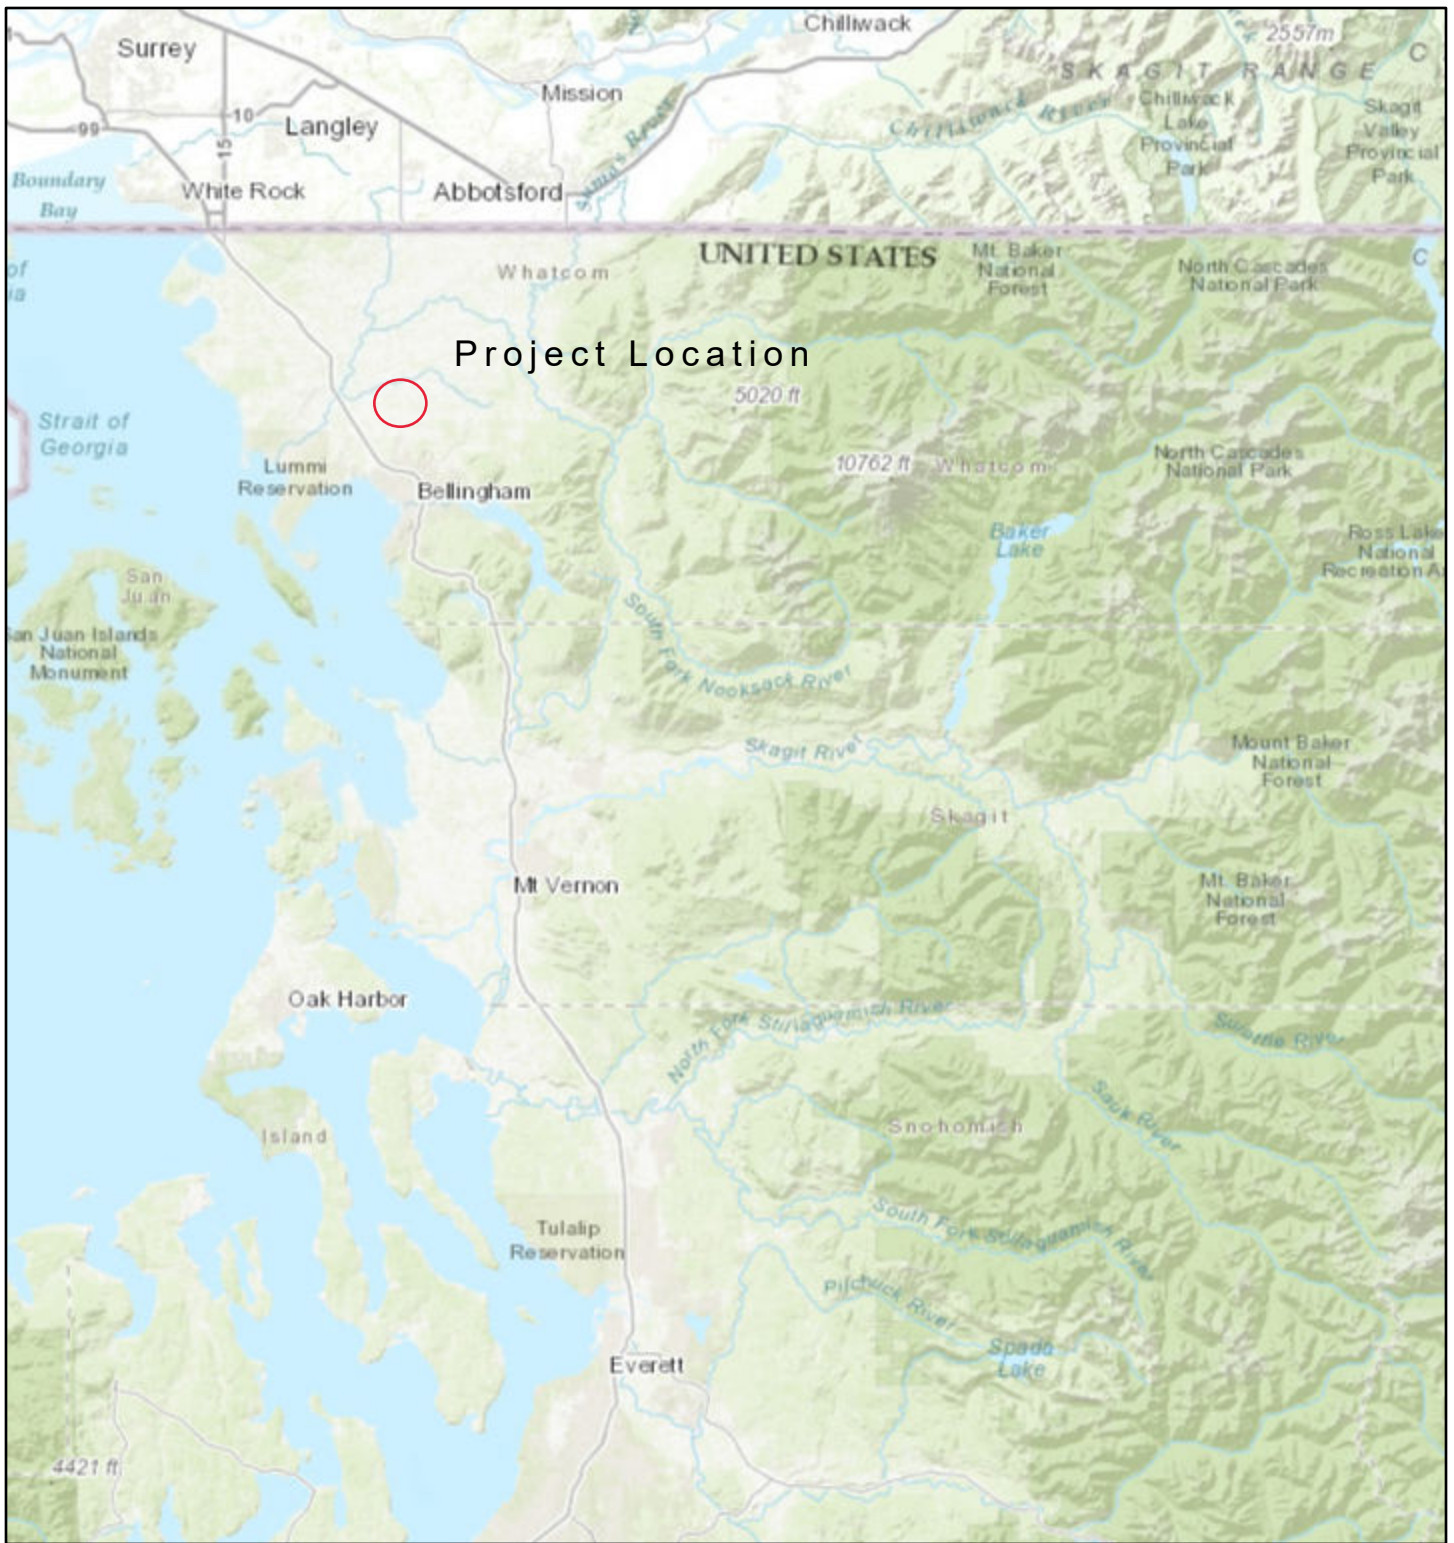 Chilliwack
2557m
Surrey
C
SKAGIT RANGE
Mission
Chilliwack
Lake
Provincial
Park
Skagit
Valley
Provincial
Park
Chilliwack River
10
Langley
99
15
Sumas River
Boundary
Bay
White Rock
Abbotsford
UNITED STATES
Mt. Baker
National
Forest
C
of
ia
Whatcom
North Cascades
National Park
Project Location
5020 ft
Strait of
Georgia
Lummi
Reservation
10762 ft
Whatcom
North Cascades
National Park
Bellingham
Baker
Lake
Ross Lake
National
Recreation A
San
Juan
South Fork Nooksack River
an Juan Islands
National
Monument
Skagit River
Mount Baker
National
Forest
Skagit
Mt Vernon
Mt. Baker
National
Forest
Oak Harbor
North Fork Stillaguamish River
Suiattle River
Sauk River
Island
Snohomish
South Fork Stillaguamish River
Tulalip
Reservation
Pilchuck River
Spada
Lake
Everett
4421 ft